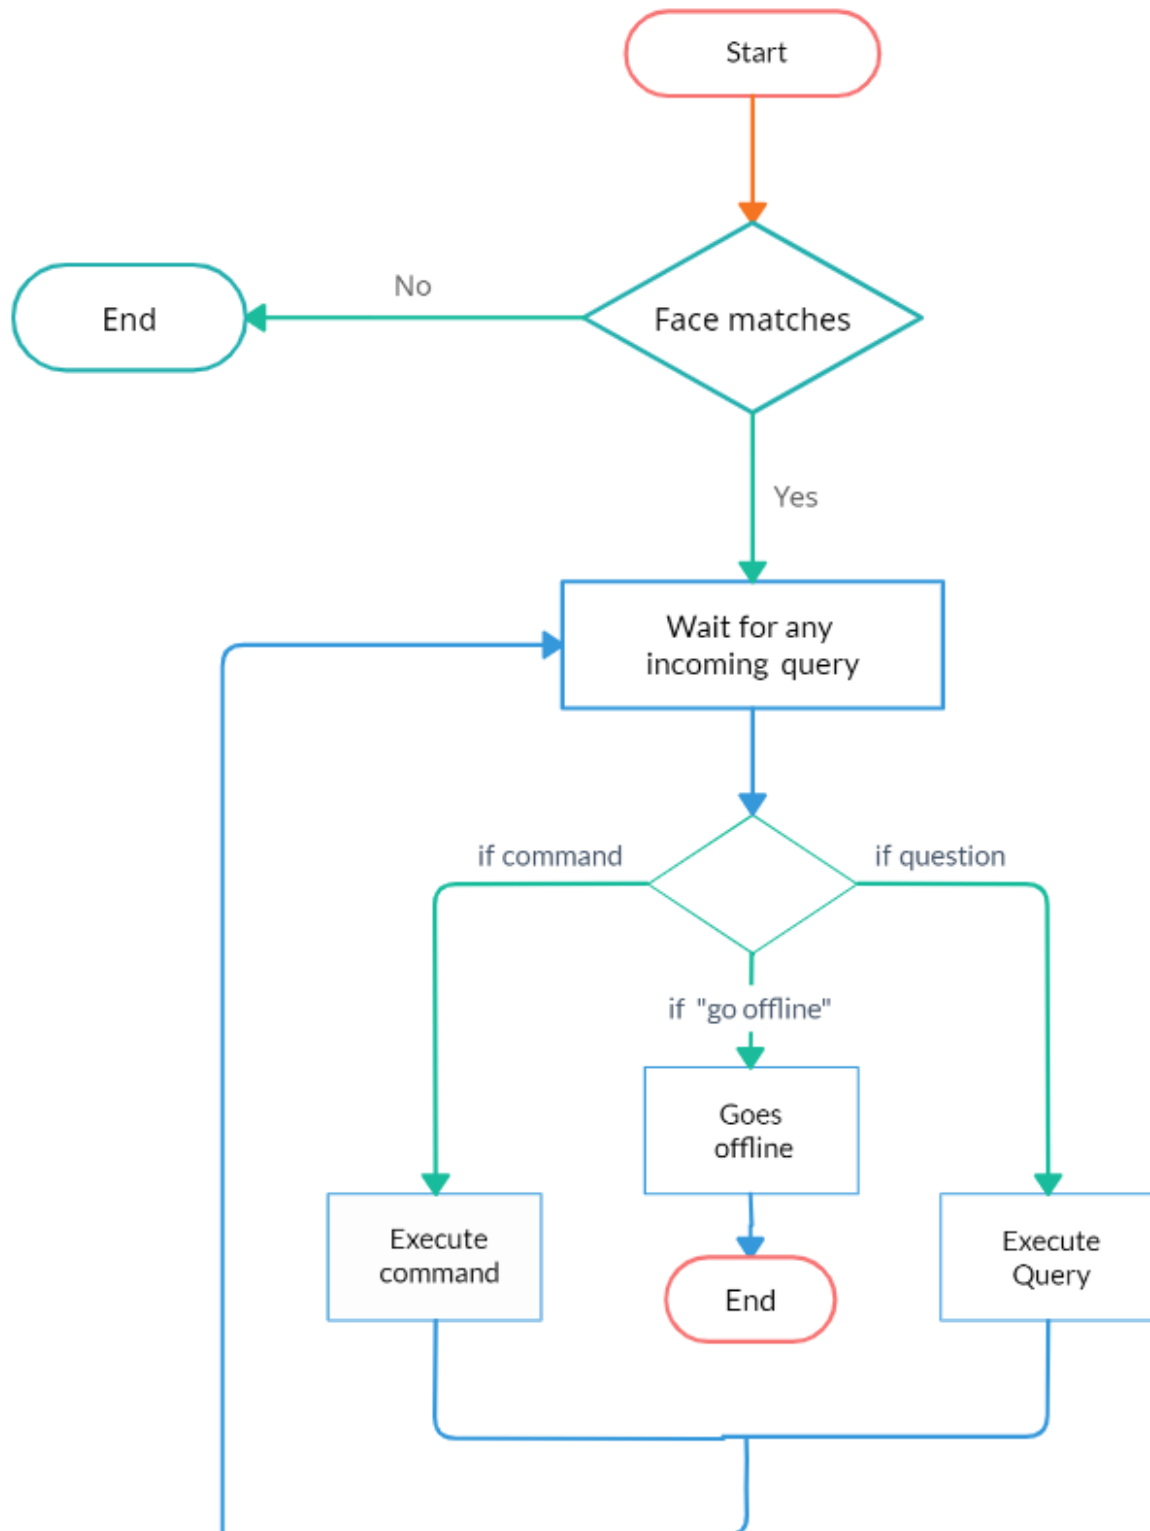 Start
No
End
Face matches
Yes
Wait for any
incoming query
if command
if question
if "go offline"
Goes
offline
Execute
command
Execute
Query
End